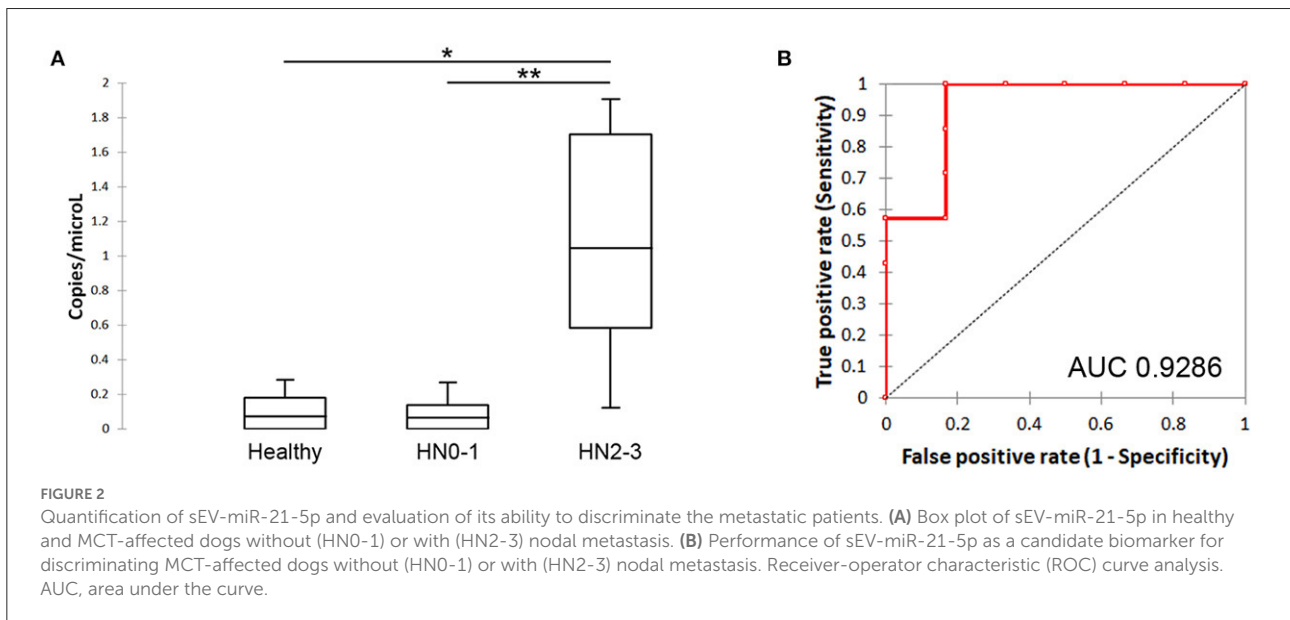 A
*
**
2
1.8
1.6
1.4
1.2
1
0.8
0.6
0.4
0.2
0
Copies/microL
Healthy HN0-1 HN2-3
B
1
0.9
0.8
0.7
0.6
0.5
0.4
0.3
0.2
0.1
0
True positive rate (Sensitivity)
AUC 0.9286
0 0.2 0.4 0.6 0.8 1
False positive rate (1 - Specificity)
FIGURE 2
Quantification of sEV-miR-21-5p and evaluation of its ability to discriminate the metastatic patients. (A) Box plot of sEV-miR-21-5p in healthy
and MCT-affected dogs without (HN0-1) or with (HN2-3) nodal metastasis. (B) Performance of sEV-miR-21-5p as a candidate biomarker for
discriminating MCT-affected dogs without (HN0-1) or with (HN2-3) nodal metastasis. Receiver-operator characteristic (ROC) curve analysis.
AUC, area under the curve.